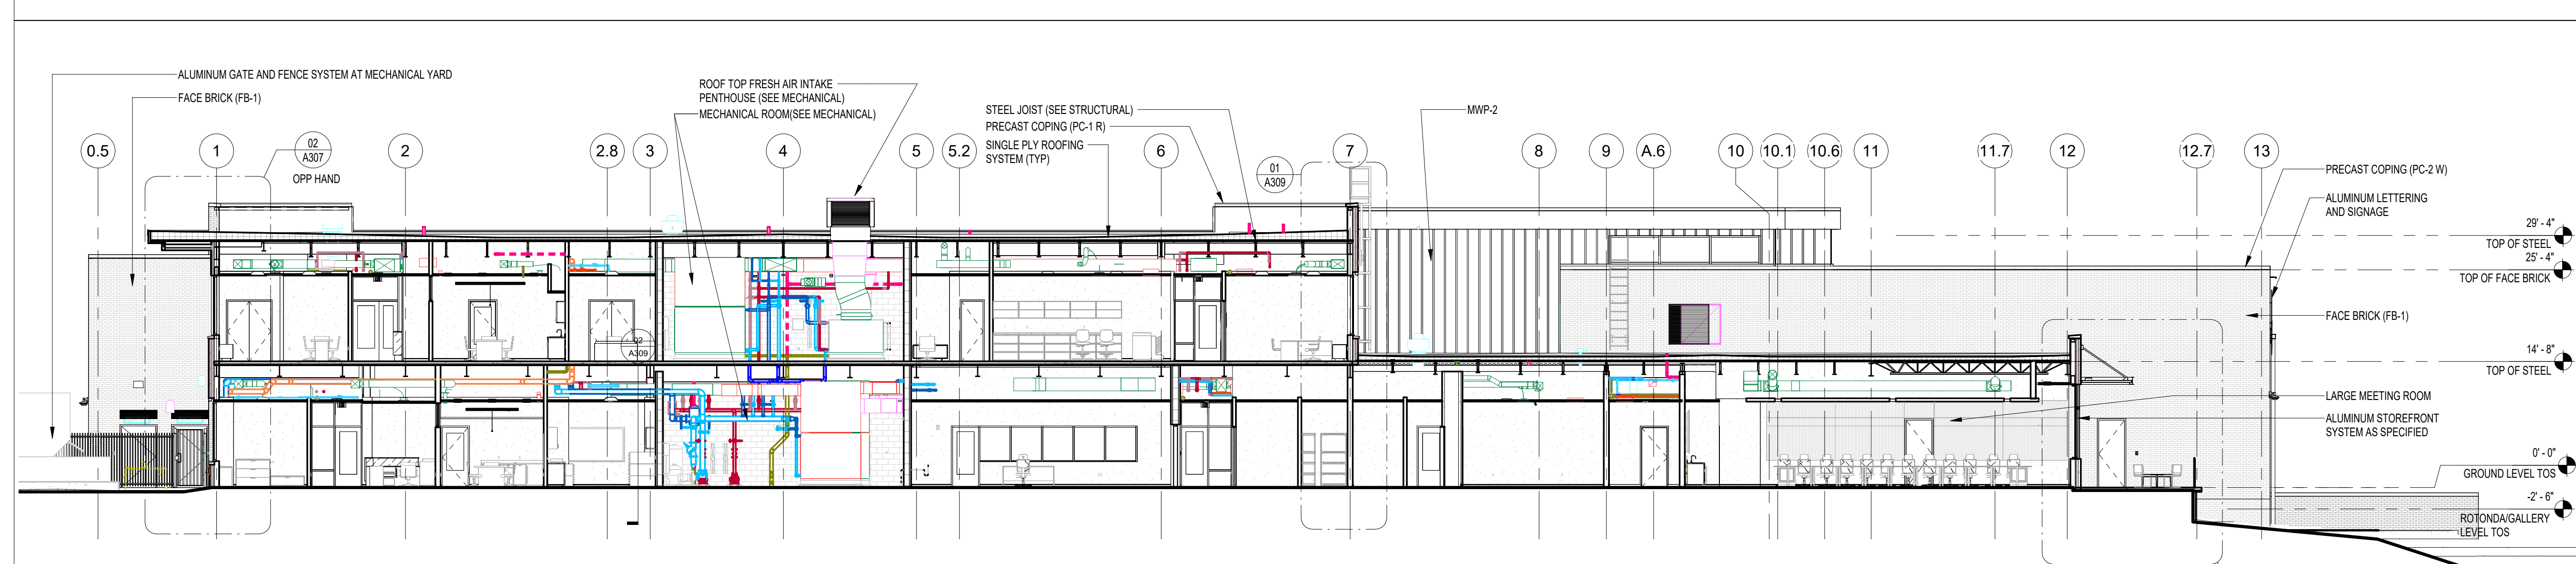 ALUMINUM GATE AND FENCE SYSTEM AT MECHANICAL YARD
FACE BRICK (FB-1)
ROOF TOP FRESH AIR INTAKE
PENTHOUSE (SEE MECHANICAL)
MECHANICAL ROOM(SEE MECHANICAL)
STEEL JOIST (SEE STRUCTURAL)
PRECAST COPING (PC-1 R)
SINGLE PLY ROOFING
SYSTEM (TYP)
MWP-2
0.5
1
02
A307
OPP HAND
2
2.8
3
4
5
5.2
6
01
A309
7
8
9
A.6
10
10.1
10.6
11
11.7
12
12.7
13
PRECAST COPING (PC-2 W)
ALUMINUM LETTERING
AND SIGNAGE
29' - 4"
TOP OF STEEL
25' - 4"
TOP OF FACE BRICK
FACE BRICK (FB-1)
02
A309
14' - 8"
TOP OF STEEL
LARGE MEETING ROOM
ALUMINUM STOREFRONT
SYSTEM AS SPECIFIED
0' - 0"
GROUND LEVEL TOS
-2' - 6"
ROTONDA/GALLERY
LEVEL TOS